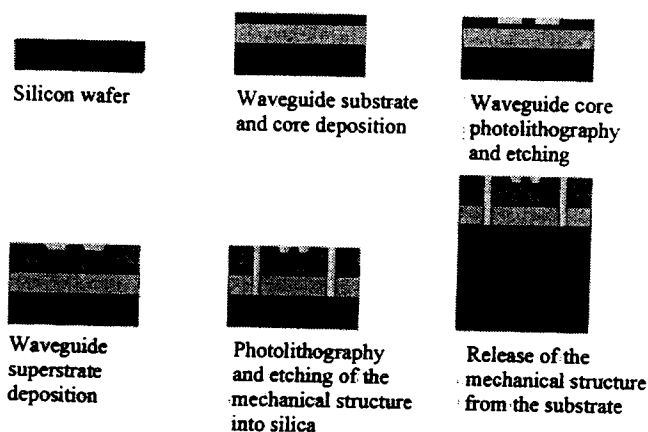 Silicon wafer
Waveguide substrate
and core deposition
Waveguide core
photolithography
and etching
Waveguide
superstrate
deposition
Photolithography
and etching of the
mechanical structure
into silica
Release of the
mechanical structure
from the substrate